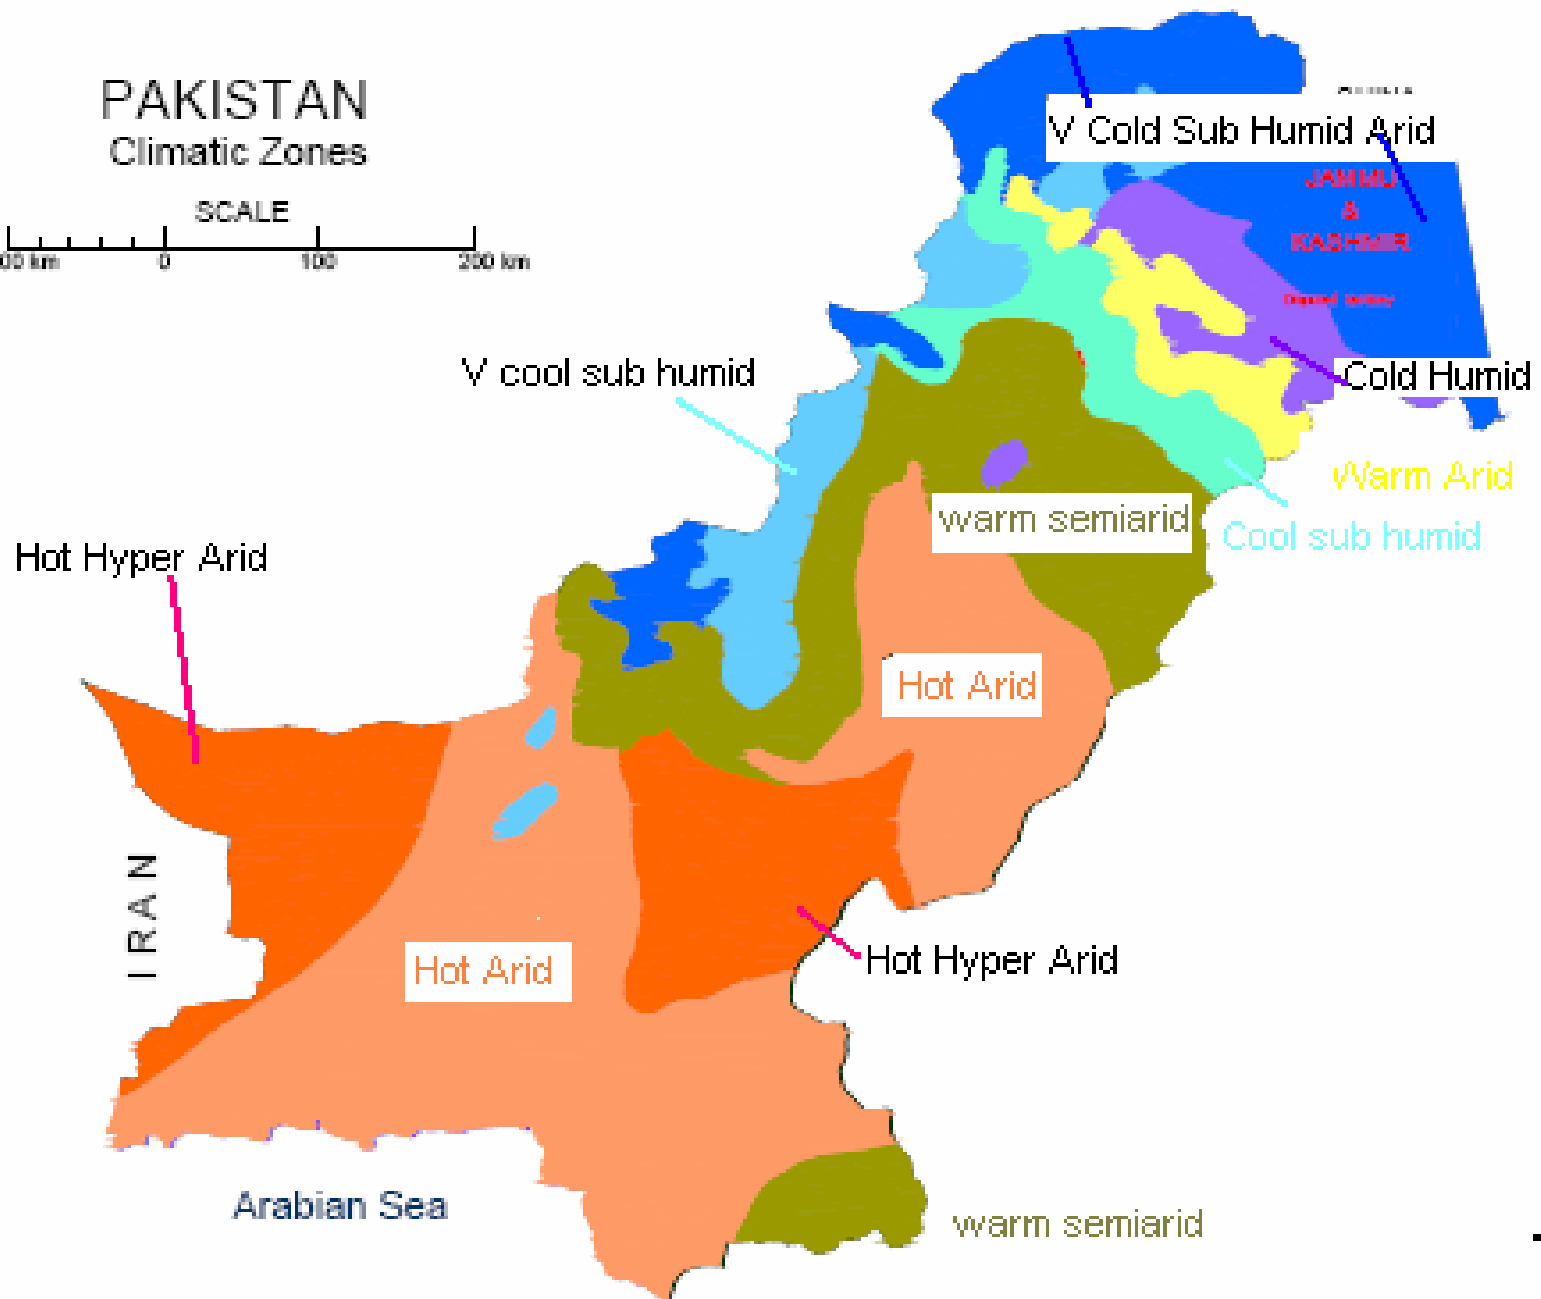 PAKISTAN
Climatic Zones
SCALE
00 km 0 100 200 km
V Cold Sub Humid Arid
JAMMU
&
KASHMIR
V cool sub humid
Cold Humid
Warm Arid
warm semiarid
Cool sub humid
Hot Hyper Arid
Hot Arid
IRAN
Hot Arid
Hot Hyper Arid
Arabian Sea
warm semiarid